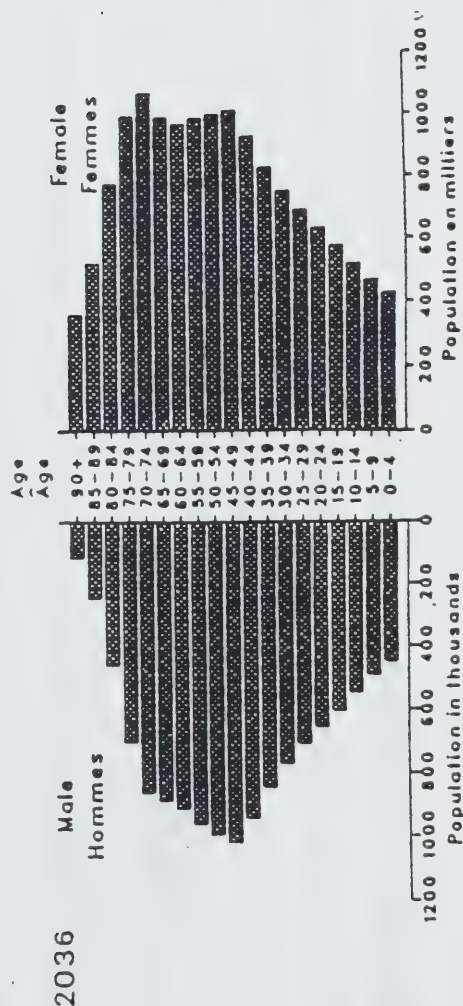 2036
Male
Hommes
Age
Âge
Female
Femmes
90+
85-89
80-84
75-79
70-74
65-69
60-64
55-59
50-54
45-49
40-44
35-39
30-34
25-29
20-24
15-19
10-14
5-9
0-4
1200 1000 800 600 400 200 0
0 200 400 600 800 1000 1200
Population in thousands
Population en milliers